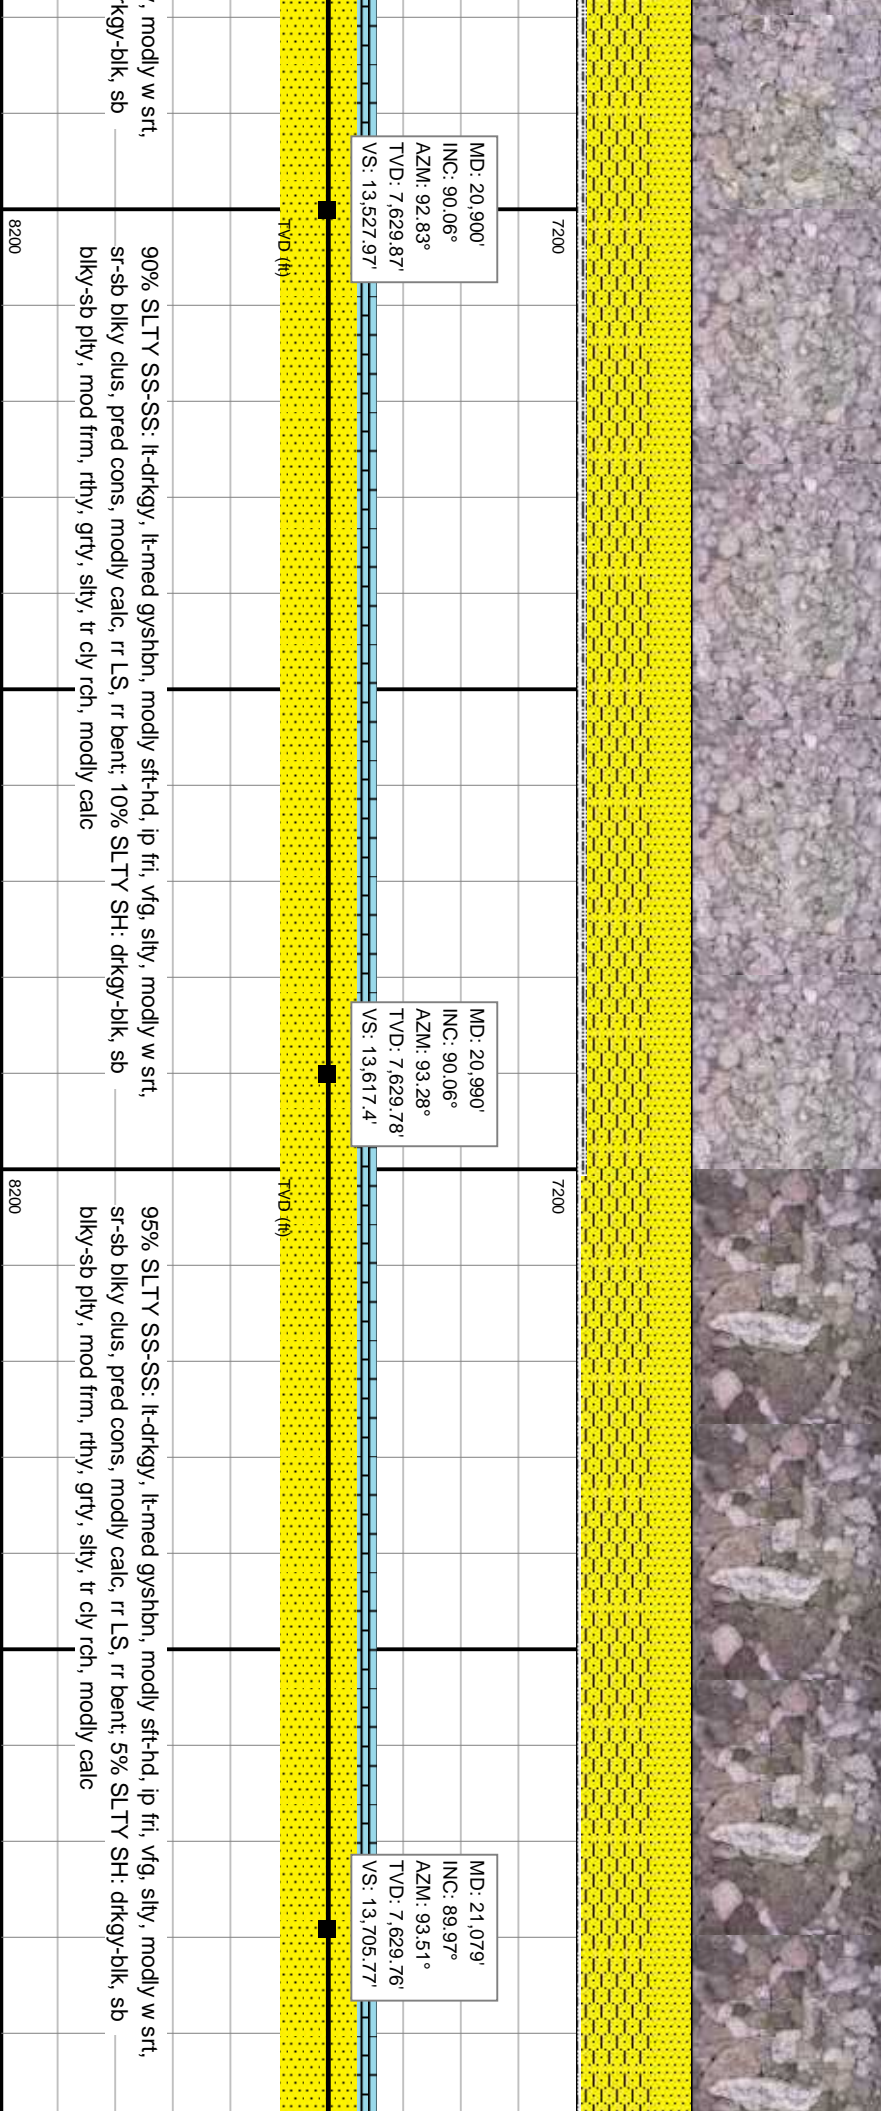 , modly w srt,
rkgy-blk, sb
MD: 20,900'
INC: 90.06°
AZM: 92.83°
TVD: 7,629.87'
VS: 13,527.97'
7200
TVD (ft)
8200
90% SLTY SS-SS: lt-drkgy, lt-med gyshbn, modly sft-hd, ip fri, vfg, slty, modly w srt,
sr-sb blky clus, pred cons, modly calc, rr LS, rr bent; 10% SLTY SH: drkgy-blk, sb
blky-sb plty, mod frm, rthy, grty, slty, tr cly rch, modly calc
MD: 20,990'
INC: 90.06°
AZM: 93.28°
TVD: 7,629.78'
VS: 13,617.4'
7200
TVD (ft)
8200
95% SLTY SS-SS: lt-drkgy, lt-med gyshbn, modly sft-hd, ip fri, vfg, slty, modly w srt,
sr-sb blky clus, pred cons, modly calc, rr LS, rr bent; 5% SLTY SH: drkgy-blk, sb
blky-sb plty, mod frm, rthy, grty, slty, tr cly rch, modly calc
MD: 21,079'
INC: 89.97°
AZM: 93.51°
TVD: 7,629.76'
VS: 13,705.77'